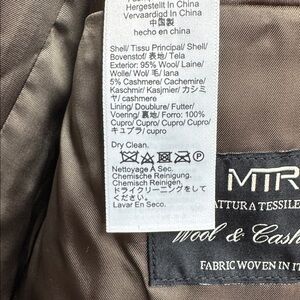 Hergestellt In China
Vervaardigd In China
中国製
hecho en china
Shell/ Tissu Principal/ Shell/
Bovenstof/ 表地/ Tela
Exterior: 95% Wool/ Laine/
Wolle/ Wol/ 毛/ lana
5% Cashmere/ Cachemire/
Kaschmir/ Kasjmier/ カシミ
ヤ/ cashmere
Lining/ Doublure/ Futter/
Voering/ 裏地/ Forro: 100%
Cupro/ Cupro/ Cupro/ Cupro/
キュプラ/ cupro
Dry Clean.
Nettoyage À Sec.
Chemische Reinigung.
Chemisch Reinigen.
ドライクリーニングをして
ください。
Lavar En Seco.
MTR
ATTURA TESSILE
Wool & Cash
FABRIC WOVEN IN IT